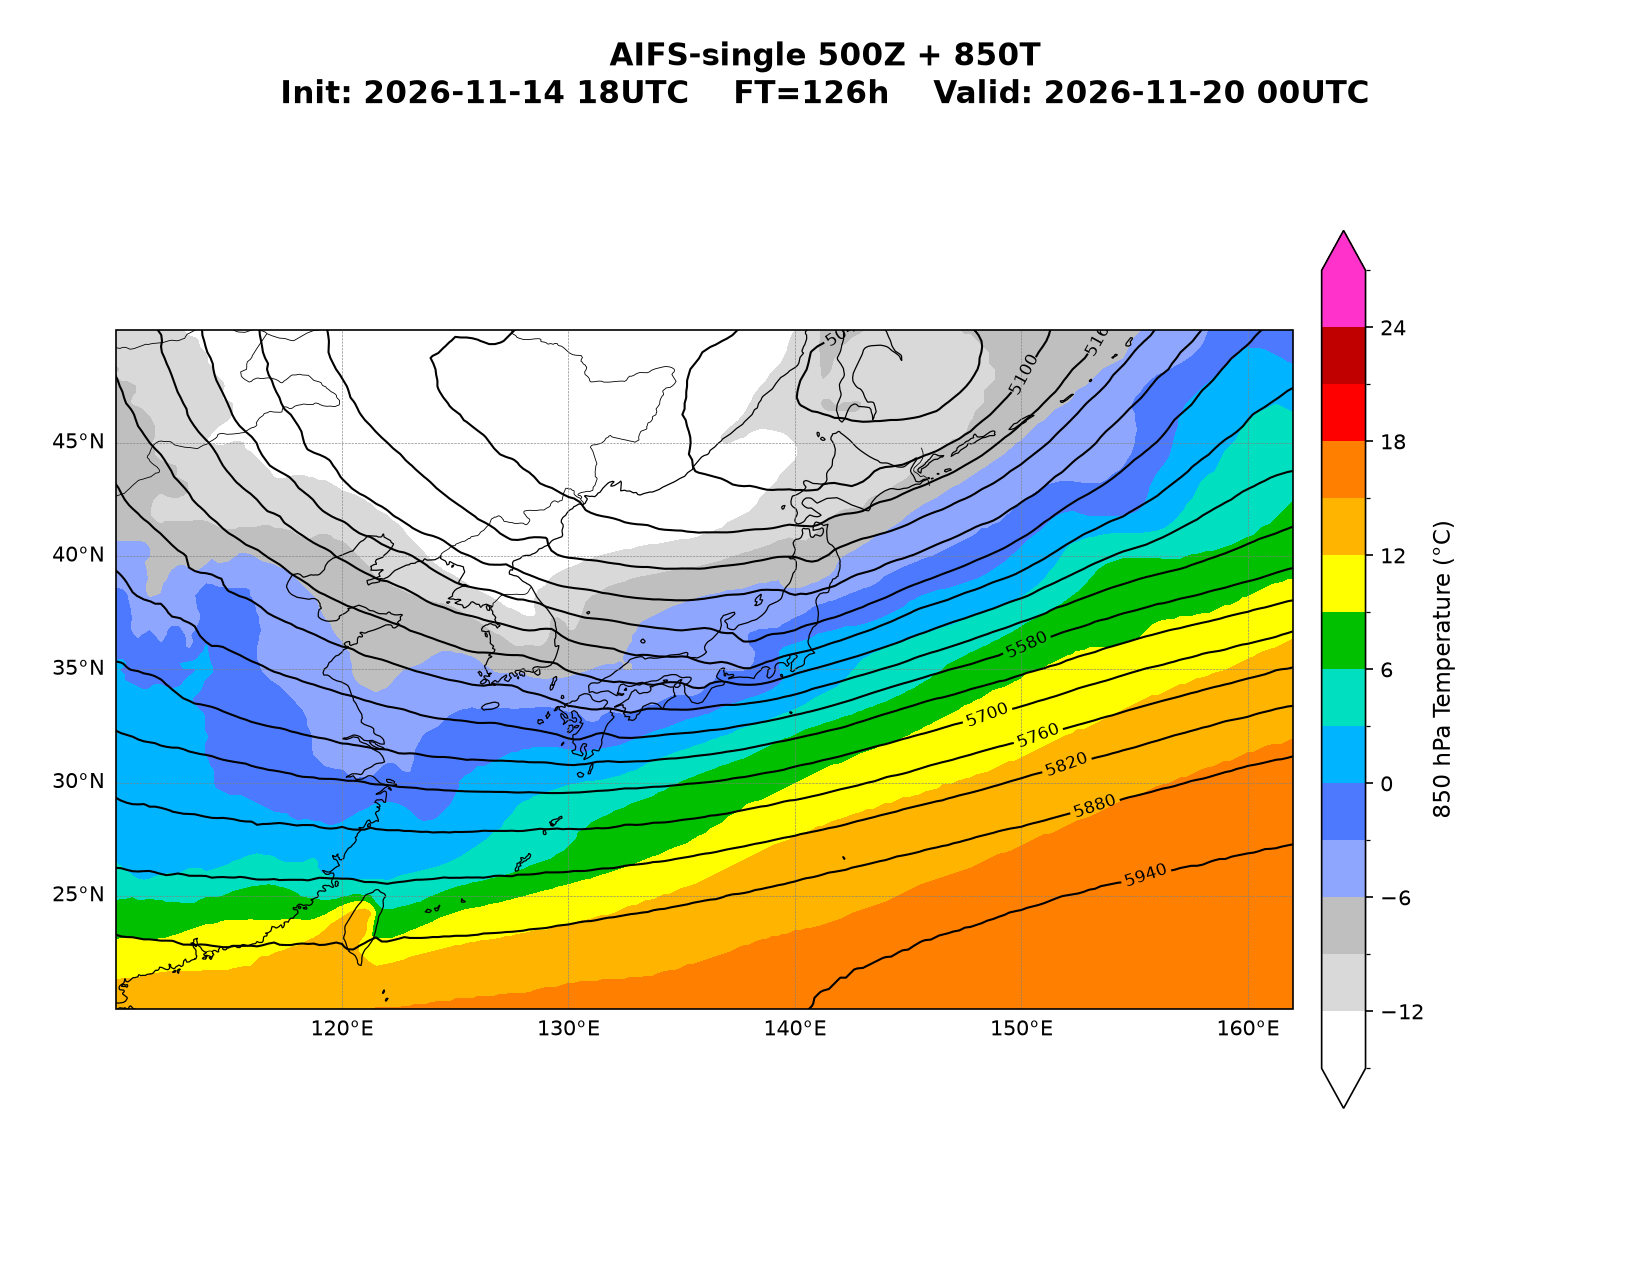 AIFS-single 500Z + 850T
Init: 2026-11-14 18UTC FT=126h Valid: 2026-11-20 00UTC
45°N
40°N
35°N
30°N
25°N
120°E
130°E
140°E
150°E
160°E
5100
5580
5700
5760
5820
5880
5940
24
18
12
6
0
−6
−12
850 hPa Temperature (°C)